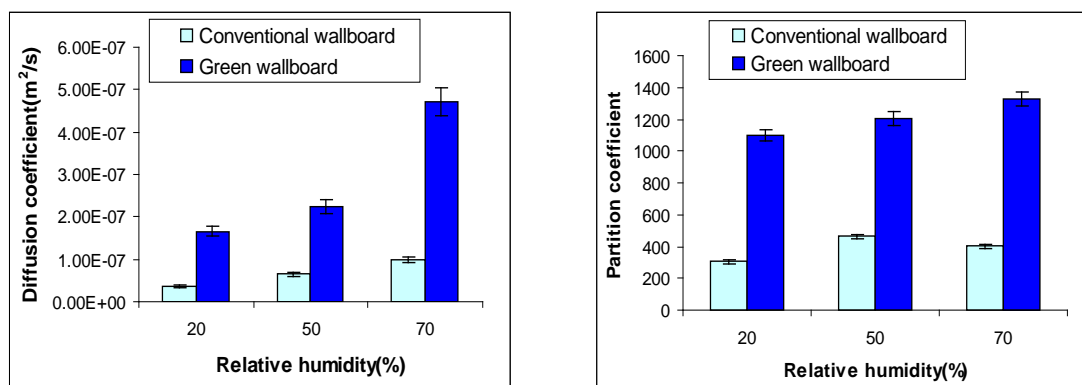 Conventional wallboard
Green wallboard
Diffusion coefficient(m²/s)
6.00E-07
5.00E-07
4.00E-07
3.00E-07
2.00E-07
1.00E-07
0.00E+00
20 50 70
Relative humidity(%)
Conventional wallboard
Green wallboard
Partition coefficient
1600
1400
1200
1000
800
600
400
200
0
20 50 70
Relative humidity(%)